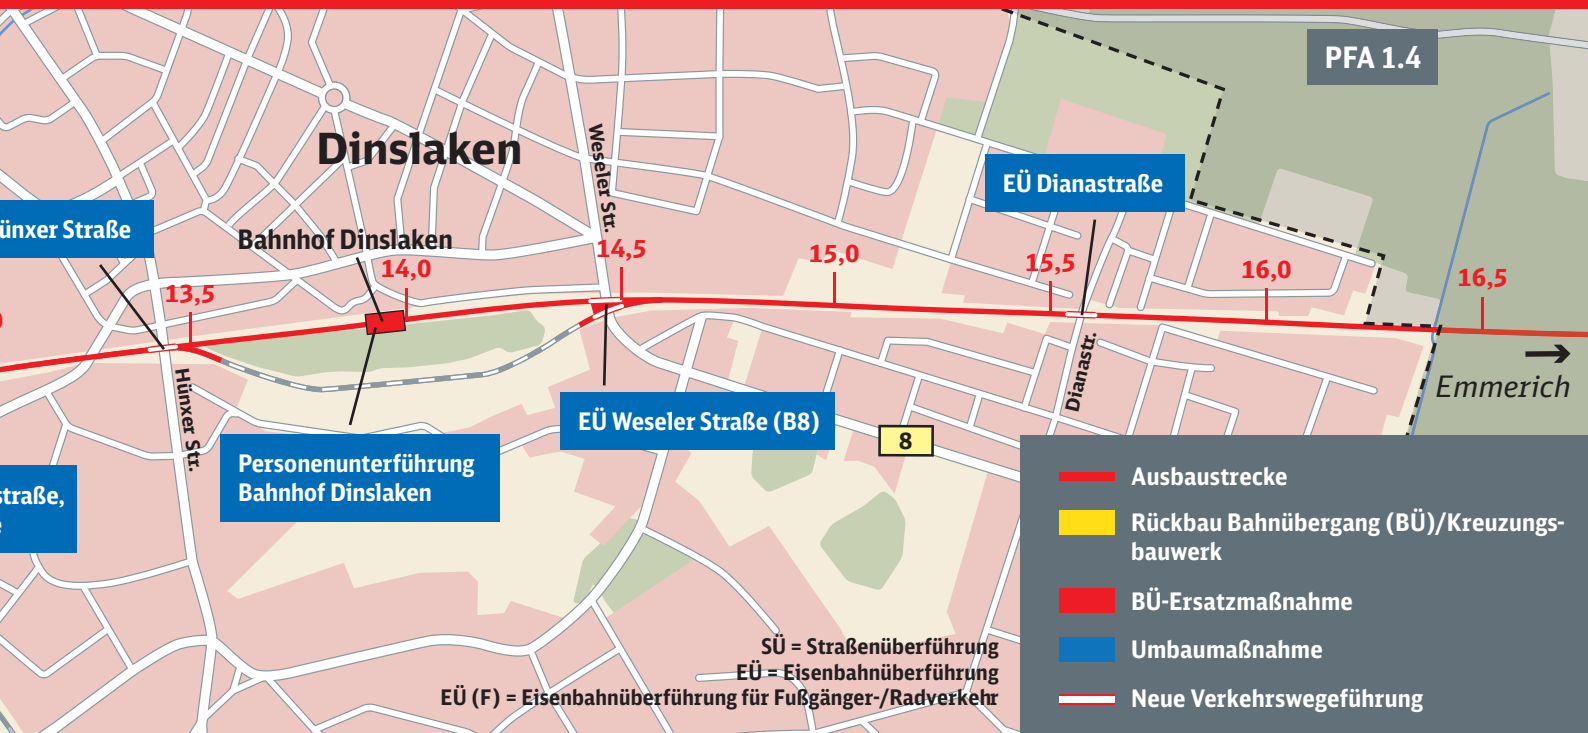 PFA 1.4
Dinslaken
Weseler Str.
EÜ Dianastraße
ünxer Straße
Bahnhof Dinslaken
14,5
15,0
15,5
14,0
16,0
16,5
13,5
0
Emmerich
Dianastr.
Hünxer Str.
EÜ Weseler Straße (B8)
8
Personenunterführung
Bahnhof Dinslaken
straße,
e
Ausbaustrecke
Rückbau Bahnübergang (BÜ)/Kreuzungs-
bauwerk
BÜ-Ersatzmaßnahme
Umbaumaßnahme
Neue Verkehrswegeführung
SÜ = Straßenüberführung
EÜ = Eisenbahnüberführung
EÜ (F) = Eisenbahnüberführung für Fußgänger-/Radverkehr